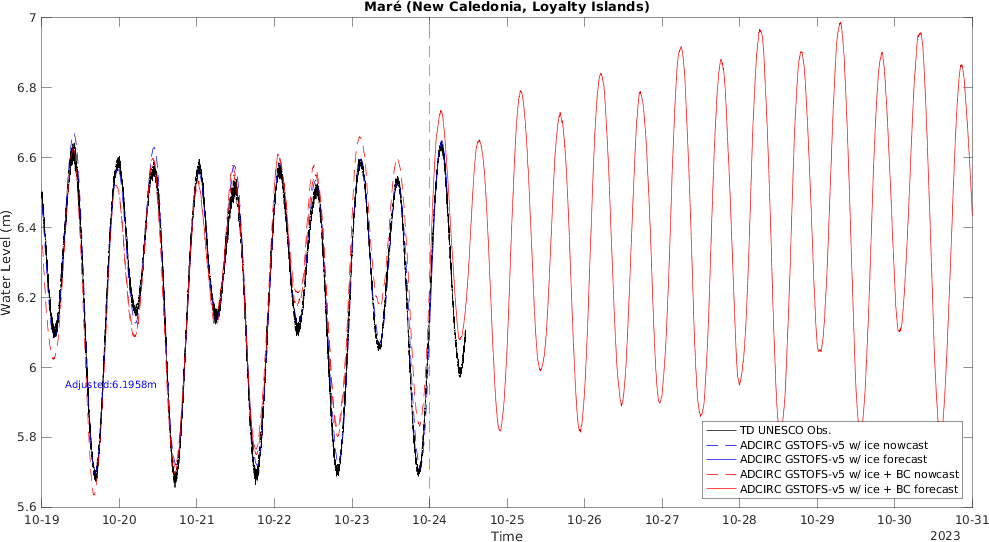 Maré (New Caledonia, Loyalty Islands)
Water Level (m)
7
6.8
6.6
6.4
6.2
6
5.8
5.6
Adjusted:6.1958m
TD UNESCO Obs.
ADCIRC GSTOFS-v5 w/ ice nowcast
ADCIRC GSTOFS-v5 w/ ice forecast
ADCIRC GSTOFS-v5 w/ ice + BC nowcast
ADCIRC GSTOFS-v5 w/ ice + BC forecast
10-19 10-20 10-21 10-22 10-23 10-24 10-25 10-26 10-27 10-28 10-29 10-30 10-31
Time
2023